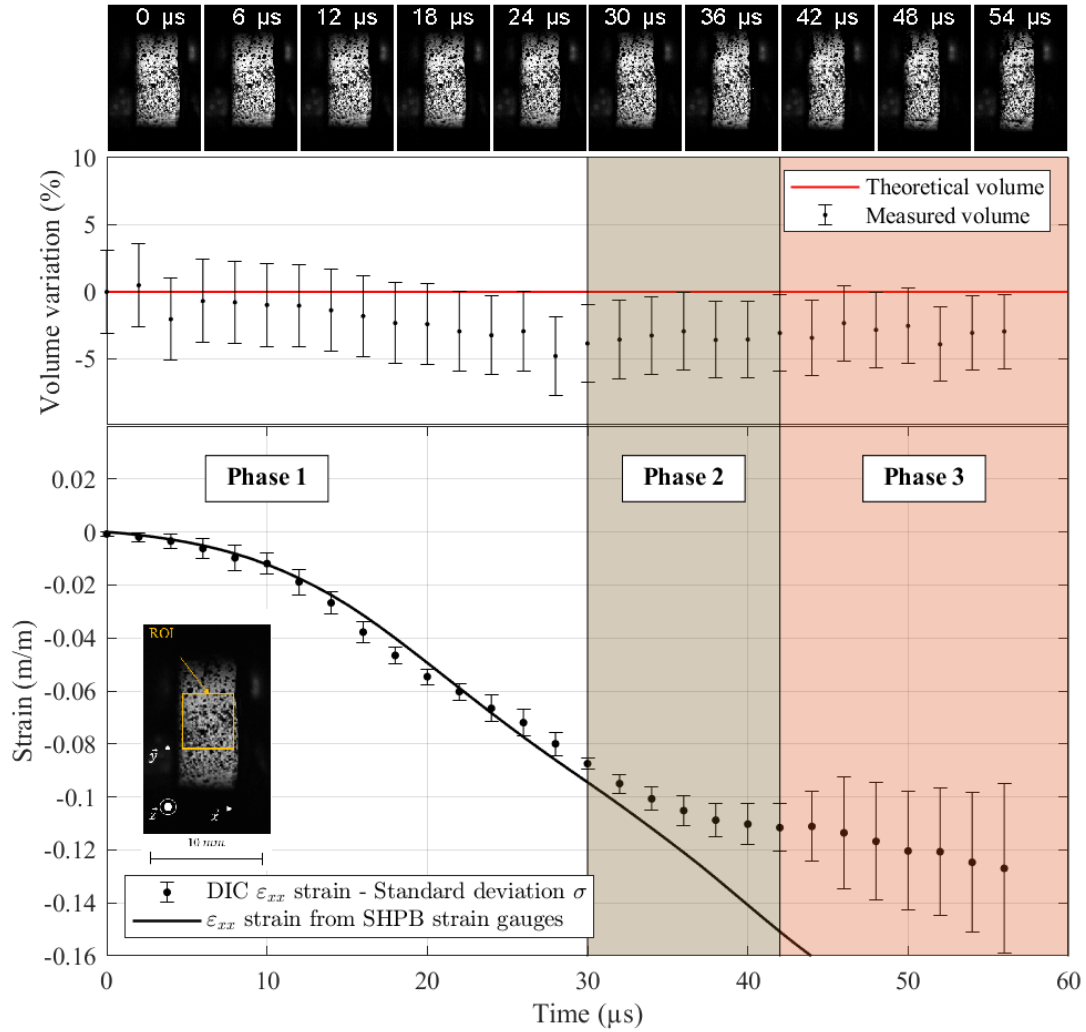 0 μs 6 μs 12 μs 18 μs 24 μs 30 μs 36 μs 42 μs 48 μs 54 μs
10
5
0
-5
Volume variation (%)
Theoretical volume
Measured volume
Phase 1 Phase 2 Phase 3
0.02
0
-0.02
-0.04
-0.06
-0.08
-0.1
-0.12
-0.14
-0.16
Strain (m/m)
ROI
y
z x
10 mm
DIC εxx strain - Standard deviation σ
εxx strain from SHPB strain gauges
0 10 20 30 40 50 60
Time (μs)